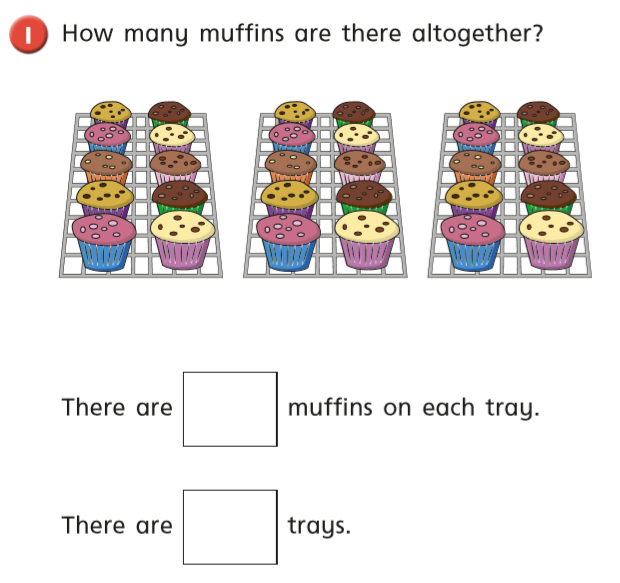 1 How many muffins are there altogether?
There are muffins on each tray.
There are trays.